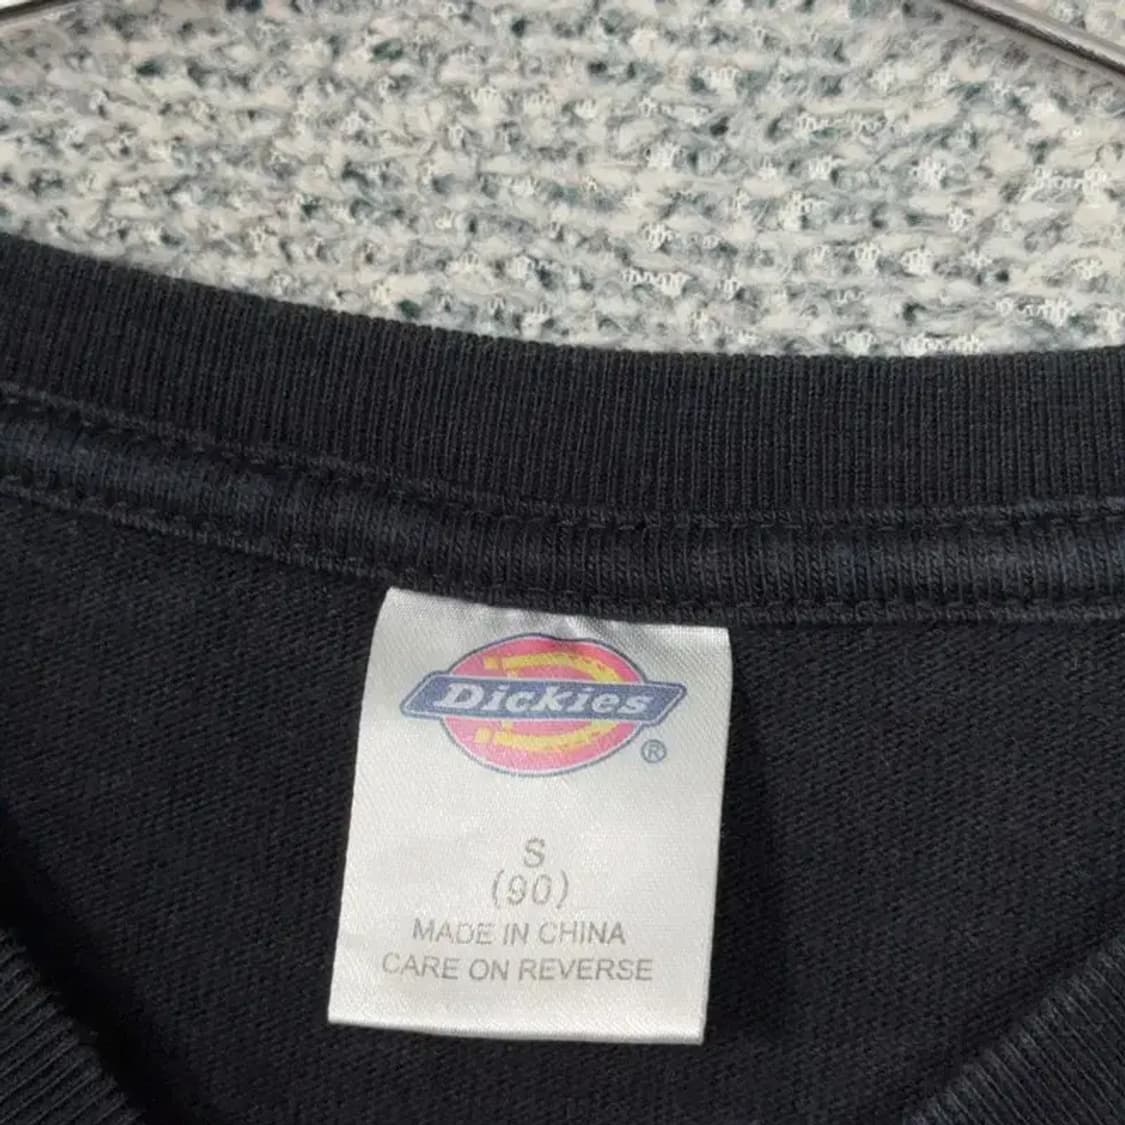 Dickies
®
S
(90)
MADE IN CHINA
CARE ON REVERSE